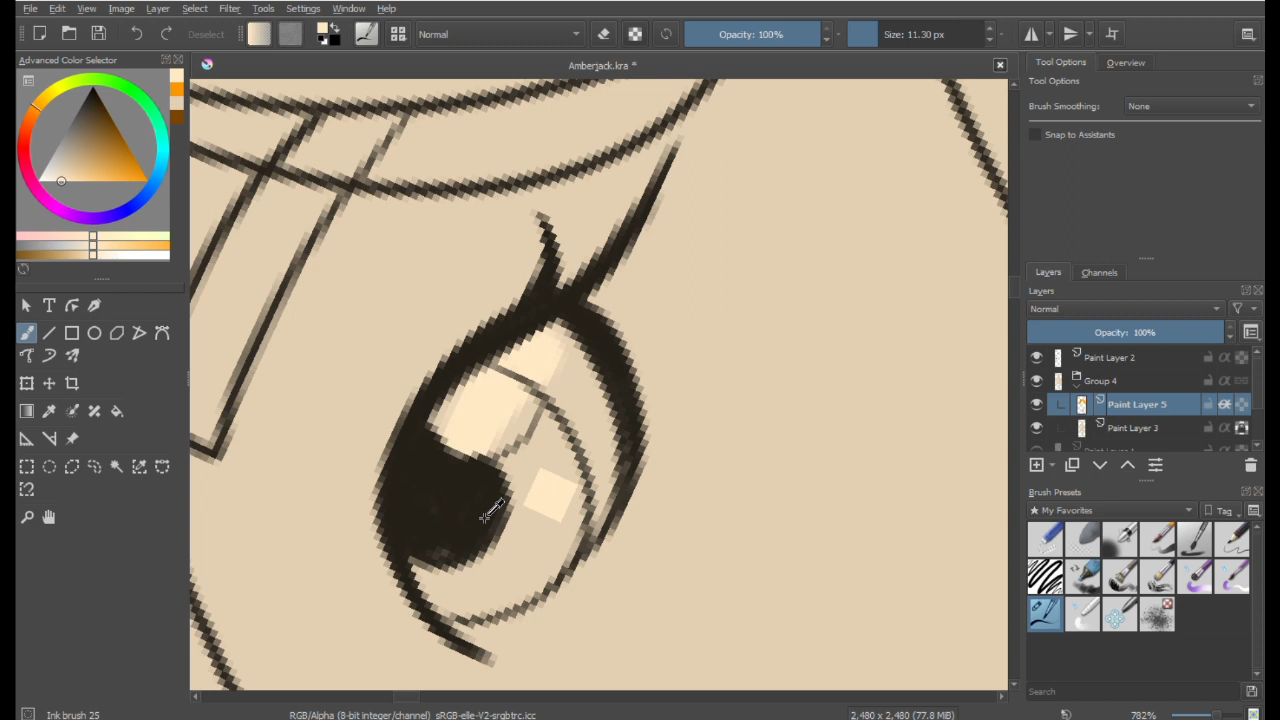 File Edit View Image Layer Select Filter Tools Settings Window Help
Deselect Normal Opacity: 100% Size: 11.30 px
Advanced Color Selector
Amberjack.kra *
Tool Options Overview
Tool Options
Brush Smoothing: None
Snap to Assistants
Layers Channels
Layers
Normal
Opacity: 100%
Paint Layer 2
Group 4
Paint Layer 5
Paint Layer 3
Brush Presets
★ My Favorites Tag
Search
Ink brush 25 RGB/Alpha (8-bit integer/channel) sRGB-elle-V2-srgbtrc.icc 2,480 x 2,480 (77.8 MiB) 782%